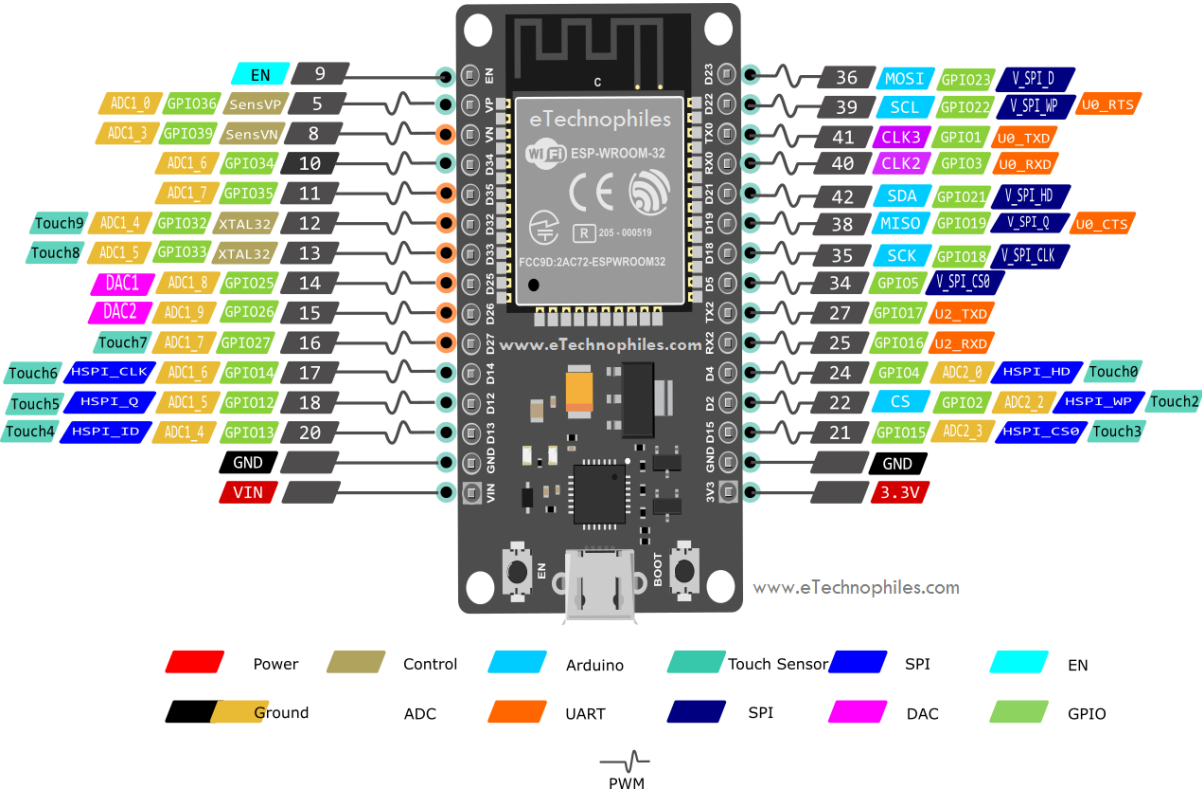 EN 9 EN D23 36 MOSI GPIO23 V_SPI_D
ADC1_0 GPIO36 SensVP 5 VP D22 39 SCL GPIO22 V_SPI_WP U0_RTS
ADC1_3 GPIO39 SensVN 8 VN TX0 41 CLK3 GPIO1 U0_TXD
ADC1_6 GPIO34 10 D34 RX0 40 CLK2 GPIO3 U0_RXD
ADC1_7 GPIO35 11 D35 D21 42 SDA GPIO21 V_SPI_HD
Touch9 ADC1_4 GPIO32 XTAL32 12 D32 D19 38 MISO GPIO19 V_SPI_Q U0_CTS
Touch8 ADC1_5 GPIO33 XTAL32 13 D33 D18 35 SCK GPIO18 V_SPI_CLK
DAC1 ADC1_8 GPIO25 14 D25 D5 34 GPIO5 V_SPI_CS0
DAC2 ADC1_9 GPIO26 15 D26 TX2 27 GPIO17 U2_TXD
Touch7 ADC1_7 GPIO27 16 D27 RX2 25 GPIO16 U2_RXD
Touch6 HSPI_CLK ADC1_6 GPIO14 17 D14 D4 24 GPIO4 ADC2_0 HSPI_HD Touch0
Touch5 HSPI_Q ADC1_5 GPIO12 18 D12 D2 22 CS GPIO2 ADC2_2 HSPI_WP Touch2
Touch4 HSPI_ID ADC1_4 GPIO13 20 D13 D15 21 GPIO15 ADC2_3 HSPI_CS0 Touch3
GND GND GND GND
VIN VIN 3V3 3.3V
C
eTechnophiles
WiFi ESP-WROOM-32
CE
R 205 - 000519
FCC9D:2AC72-ESPWROOM32
www.eTechnophiles.com
EN BOOT
www.eTechnophiles.com
Power Control Arduino Touch Sensor SPI EN
Ground ADC UART SPI DAC GPIO
PWM